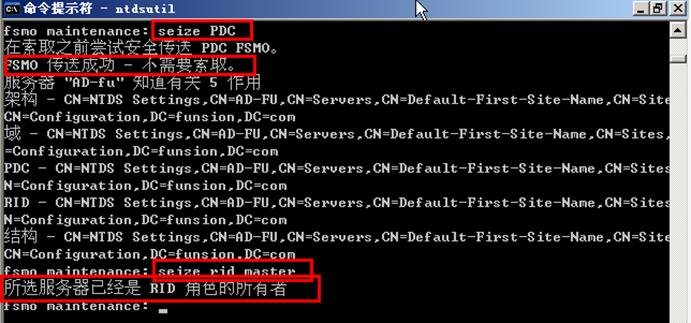 命令提示符 - ntdsutil
fsmo maintenance: seize PDC
在索取之前尝试安全传送 PDC FSMO。
FSMO 传送成功 - 不需要索取。
服务器 "AD-fu" 知道有关 5 作用
架构 - CN=NTDS Settings,CN=AD-FU,CN=Servers,CN=Default-First-Site-Name,CN=Sites
CN=Configuration,DC=funsion,DC=com
域 - CN=NTDS Settings,CN=AD-FU,CN=Servers,CN=Default-First-Site-Name,CN=Sites,
=Configuration,DC=funsion,DC=com
PDC - CN=NTDS Settings,CN=AD-FU,CN=Servers,CN=Default-First-Site-Name,CN=Sites
N=Configuration,DC=funsion,DC=com
RID - CN=NTDS Settings,CN=AD-FU,CN=Servers,CN=Default-First-Site-Name,CN=Sites
N=Configuration,DC=funsion,DC=com
结构 - CN=NTDS Settings,CN=AD-FU,CN=Servers,CN=Default-First-Site-Name,CN=Site
CN=Configuration,DC=funsion,DC=com
fsmo maintenance: seize rid master
所选服务器已经是 RID 角色的所有者
fsmo maintenance: